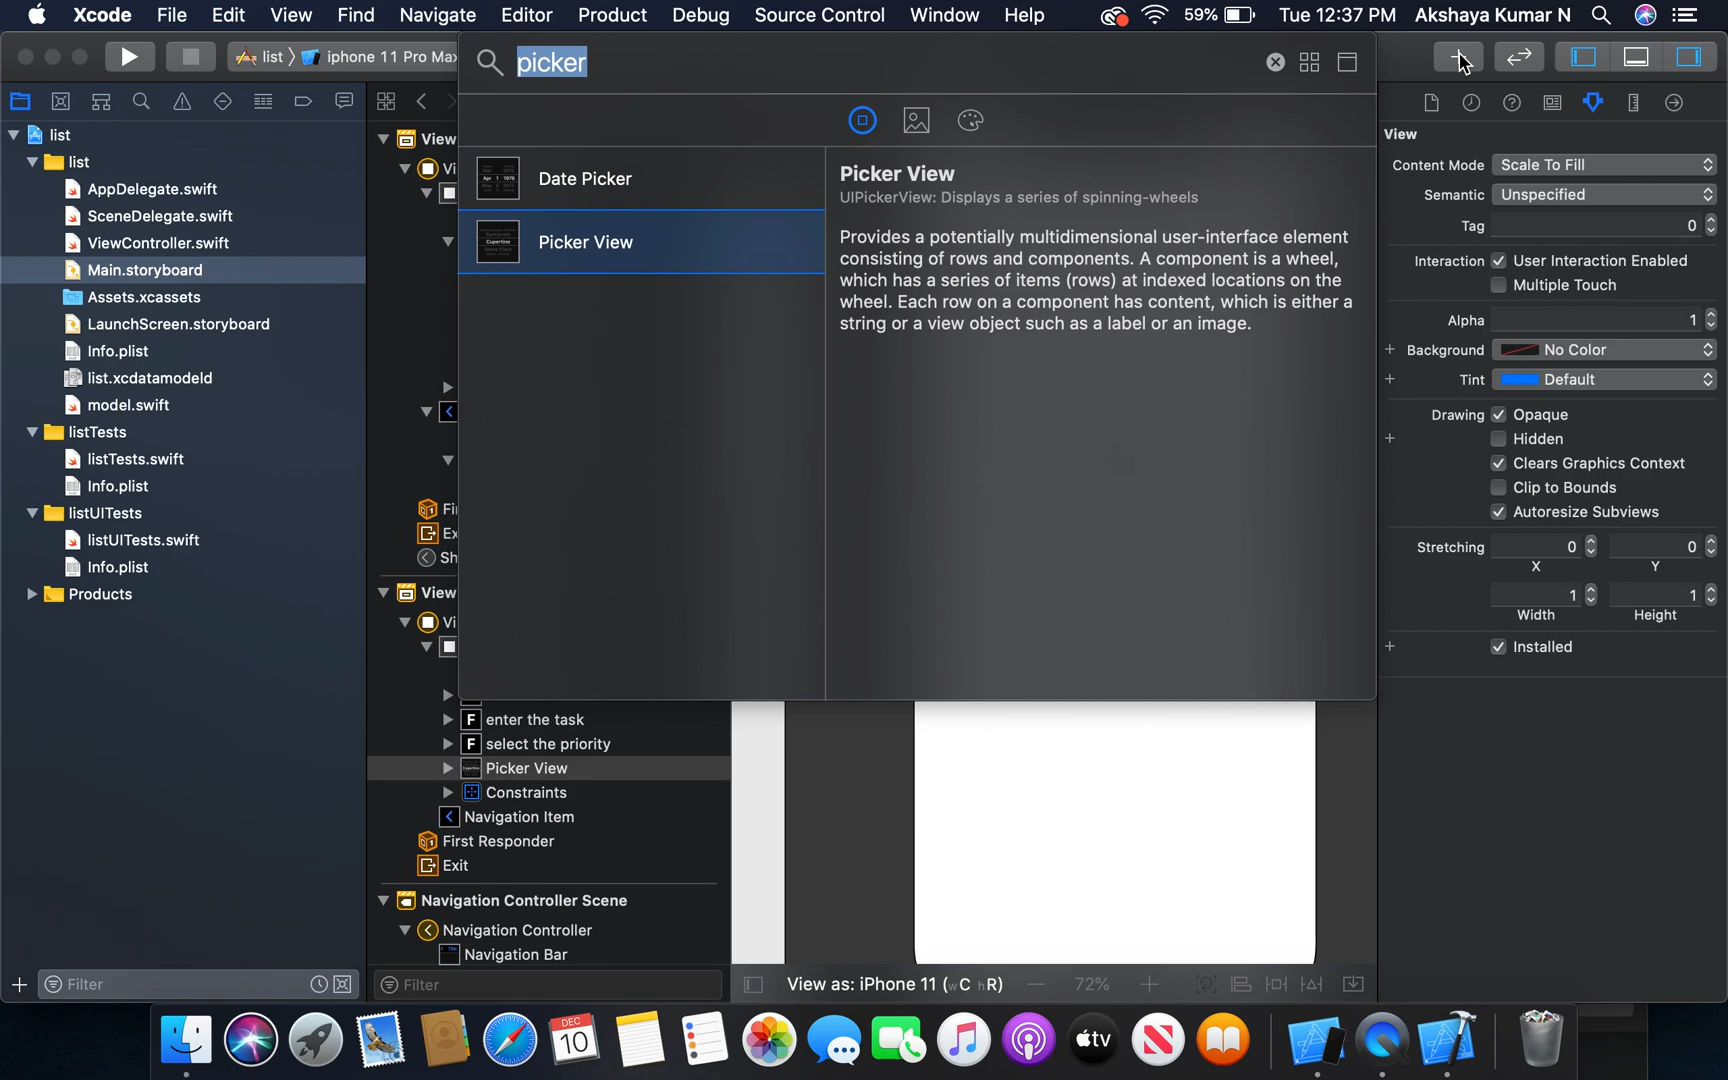 Xcode File Edit View Find Navigate Editor Product Debug Source Control Window Help 59% Tue 12:37 PM Akshaya Kumar N
list iphone 11 Pro Max
picker
list
list
AppDelegate.swift
SceneDelegate.swift
ViewController.swift
Main.storyboard
Assets.xcassets
LaunchScreen.storyboard
Info.plist
list.xcdatamodeld
model.swift
listTests
listTests.swift
Info.plist
listUITests
listUITests.swift
Info.plist
Products
Filter
View
Vi
Fi
Ex
Sh
View
Vi
F enter the task
F select the priority
Picker View
Constraints
Navigation Item
First Responder
Exit
Navigation Controller Scene
Navigation Controller
Navigation Bar
Filter
Date Picker
Picker View
Picker View
UIPickerView: Displays a series of spinning-wheels
Provides a potentially multidimensional user-interface element
consisting of rows and components. A component is a wheel,
which has a series of items (rows) at indexed locations on the
wheel. Each row on a component has content, which is either a
string or a view object such as a label or an image.
View as: iPhone 11 (wC hR) 72%
View
Content Mode Scale To Fill
Semantic Unspecified
Tag 0
Interaction User Interaction Enabled
Multiple Touch
Alpha 1
Background No Color
Tint Default
Drawing Opaque
Hidden
Clears Graphics Context
Clip to Bounds
Autoresize Subviews
Stretching 0 0
X Y
1 1
Width Height
Installed
DEC
10
tv